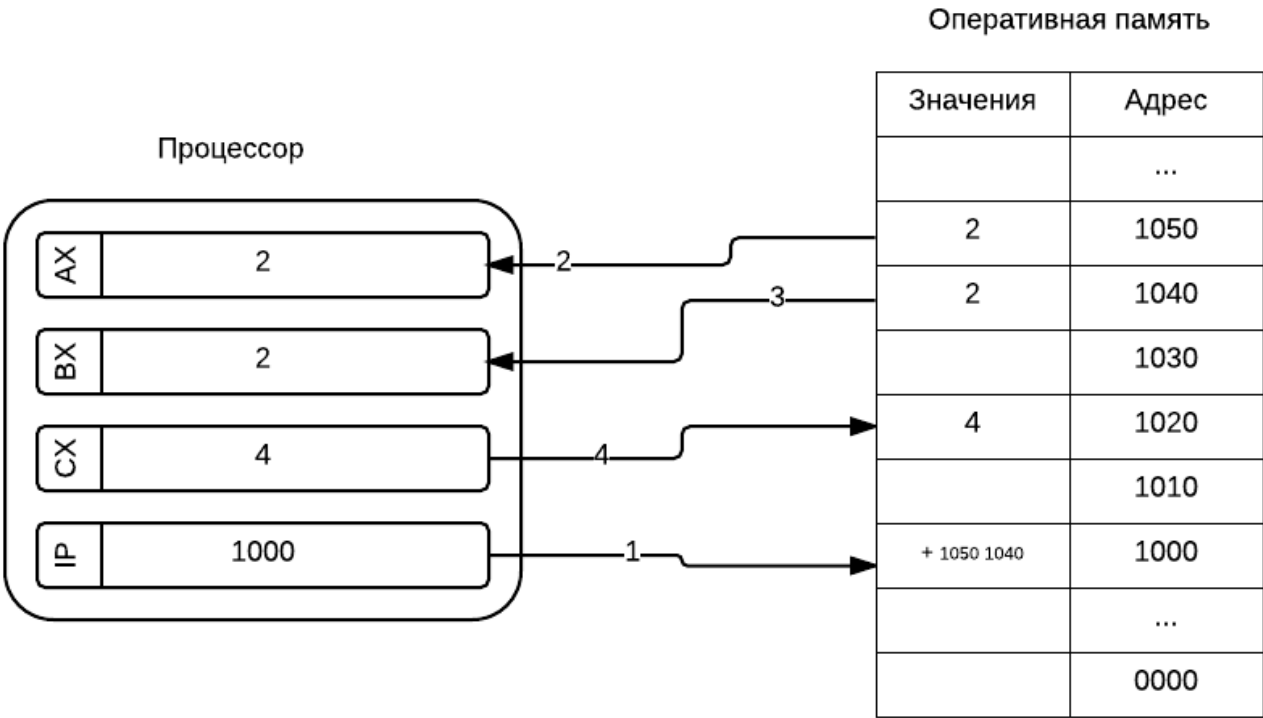 Оперативная память
Значения Адрес
...
2 1050
2 1040
1030
4 1020
1010
+ 1050 1040 1000
...
0000
Процессор
AX 2
BX 2
CX 4
IP 1000
2
3
4
1